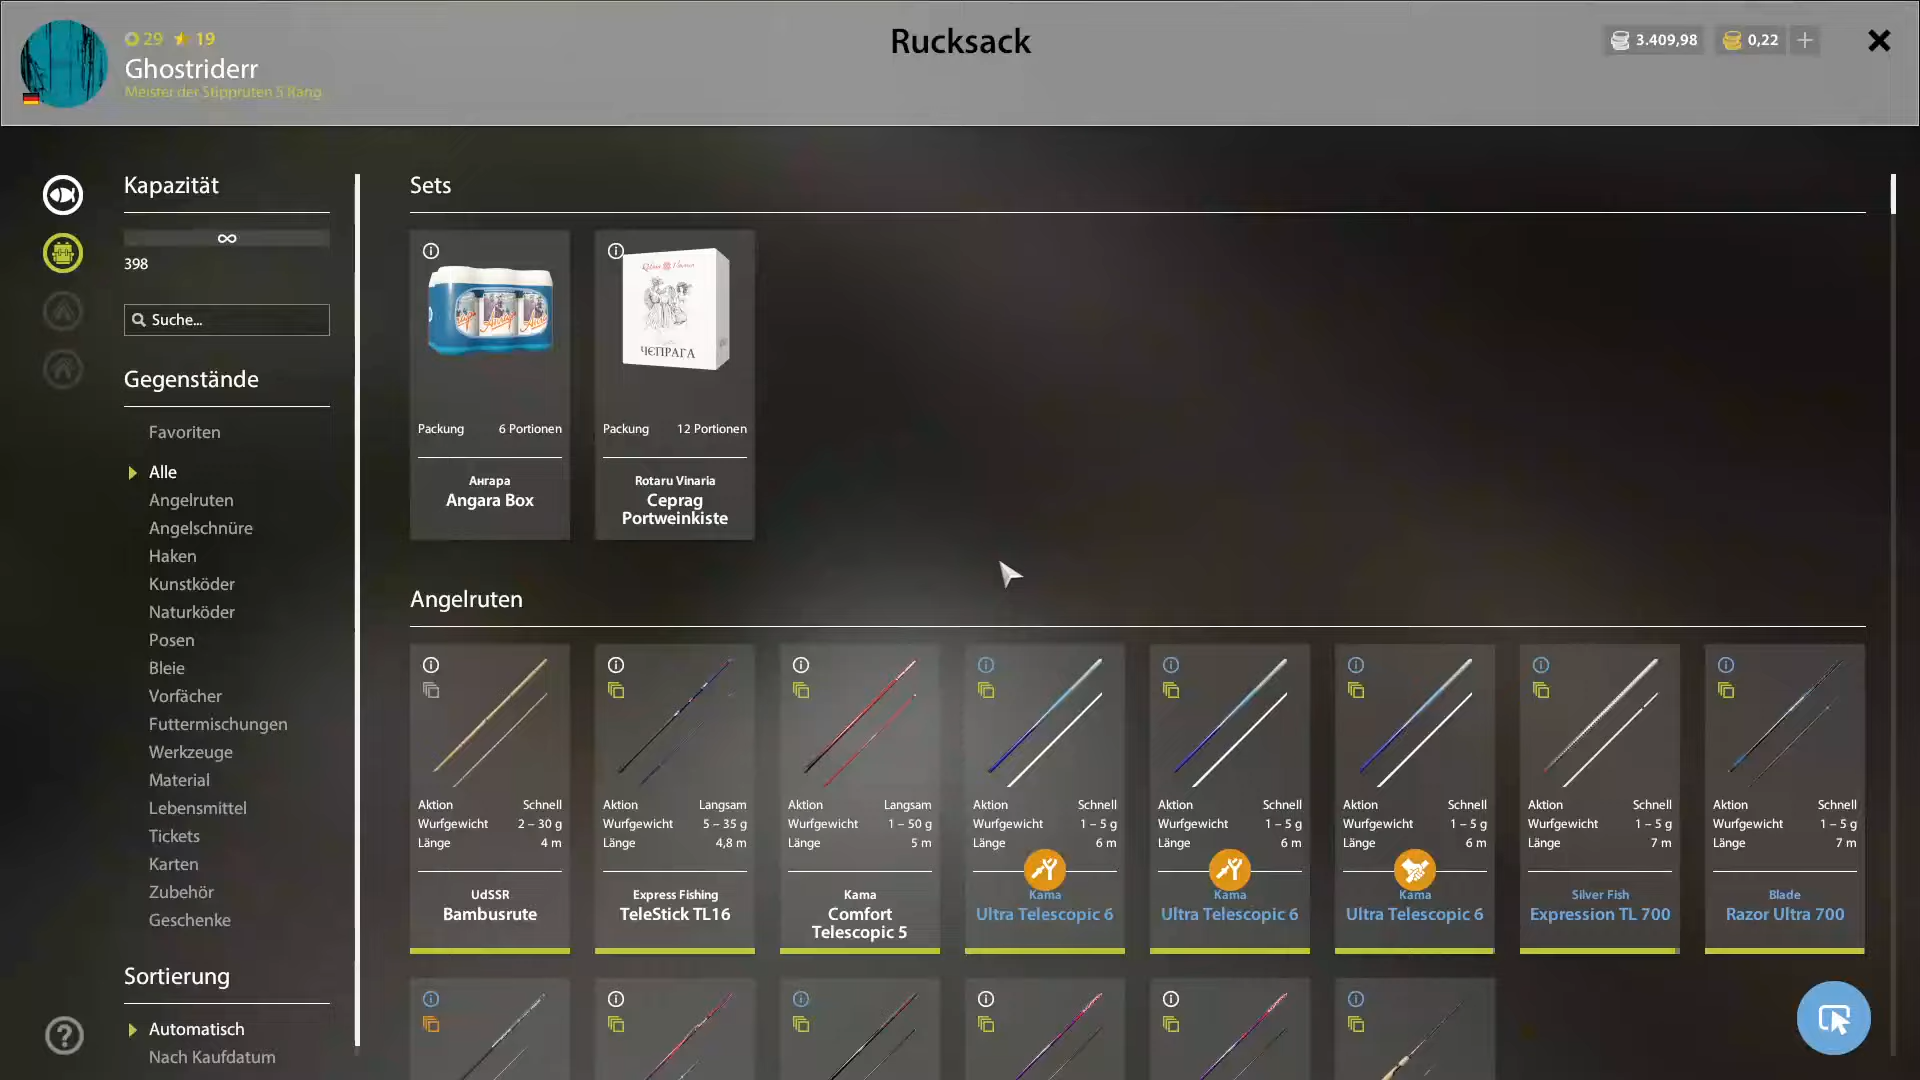 29 19
Ghostriderr
Meister der Stippruten 5 Rang
Rucksack
3.409,98 0,22 +
Kapazität
∞
398
Suche...
Gegenstände
Favoriten
Alle
Angelruten
Angelschnüre
Haken
Kunstköder
Naturköder
Posen
Bleie
Vorfächer
Futtermischungen
Werkzeuge
Material
Lebensmittel
Tickets
Karten
Zubehör
Geschenke
Sortierung
Automatisch
Nach Kaufdatum
Sets
Packung 6 Portionen
Ангара
Angara Box
ЧЕПРАГА
Packung 12 Portionen
Rotaru Vinaria
Ceprag
Portweinkiste
Angelruten
Aktion Schnell
Wurfgewicht 2 – 30 g
Länge 4 m
UdSSR
Bambusrute
Aktion Langsam
Wurfgewicht 5 – 35 g
Länge 4,8 m
Express Fishing
TeleStick TL16
Aktion Langsam
Wurfgewicht 1 – 50 g
Länge 5 m
Kama
Comfort
Telescopic 5
Aktion Schnell
Wurfgewicht 1 – 5 g
Länge 6 m
Kama
Ultra Telescopic 6
Aktion Schnell
Wurfgewicht 1 – 5 g
Länge 6 m
Kama
Ultra Telescopic 6
Aktion Schnell
Wurfgewicht 1 – 5 g
Länge 6 m
Kama
Ultra Telescopic 6
Aktion Schnell
Wurfgewicht 1 – 5 g
Länge 7 m
Silver Fish
Expression TL 700
Aktion Schnell
Wurfgewicht 1 – 5 g
Länge 7 m
Blade
Razor Ultra 700